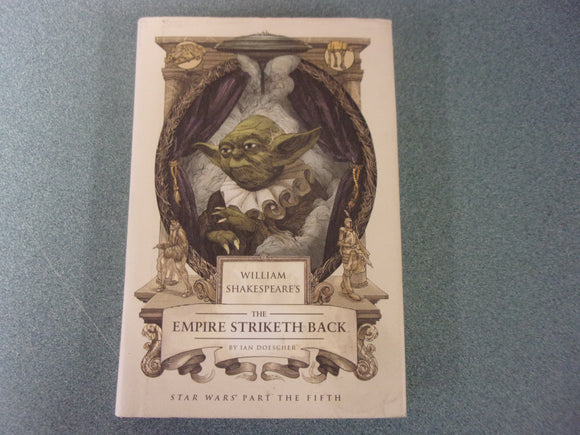 WILLIAM
SHAKESPEARE'S
THE
EMPIRE STRIKETH BACK
BY IAN DOESCHER
STAR WARS® PART THE FIFTH